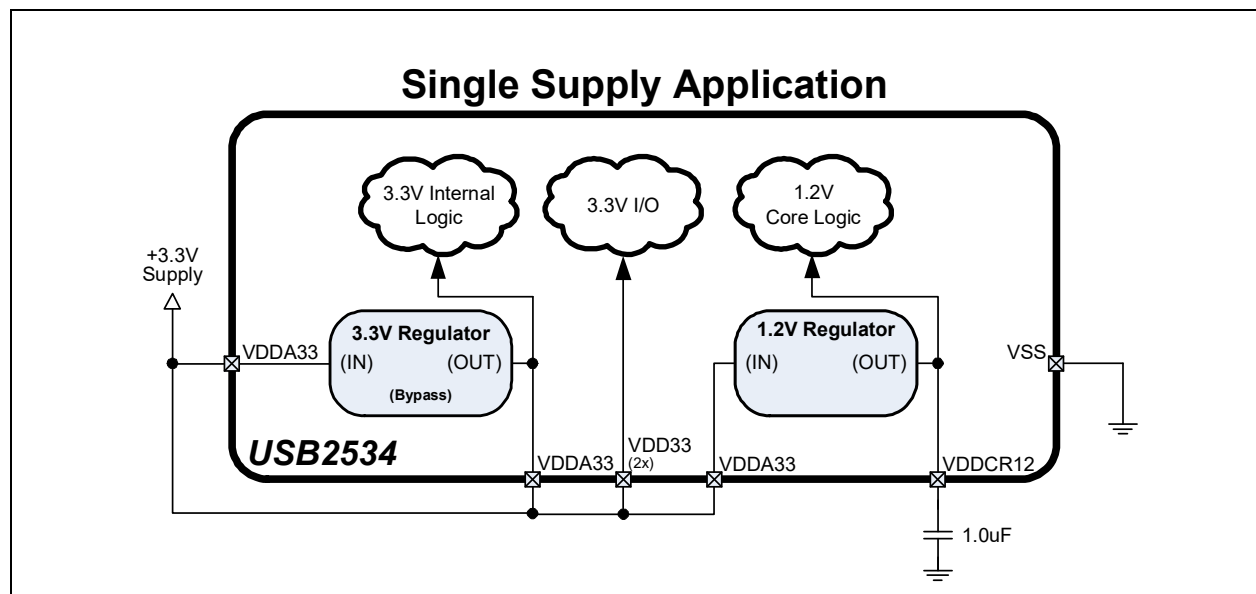 Single Supply Application
3.3V Internal
Logic
3.3V I/O
1.2V
Core Logic
+3.3V
Supply
VDDA33
3.3V Regulator
(IN)
(OUT)
(Bypass)
1.2V Regulator
(IN)
(OUT)
VSS
USB2534
VDDA33
VDD33
(2x)
VDDA33
VDDCR12
1.0uF